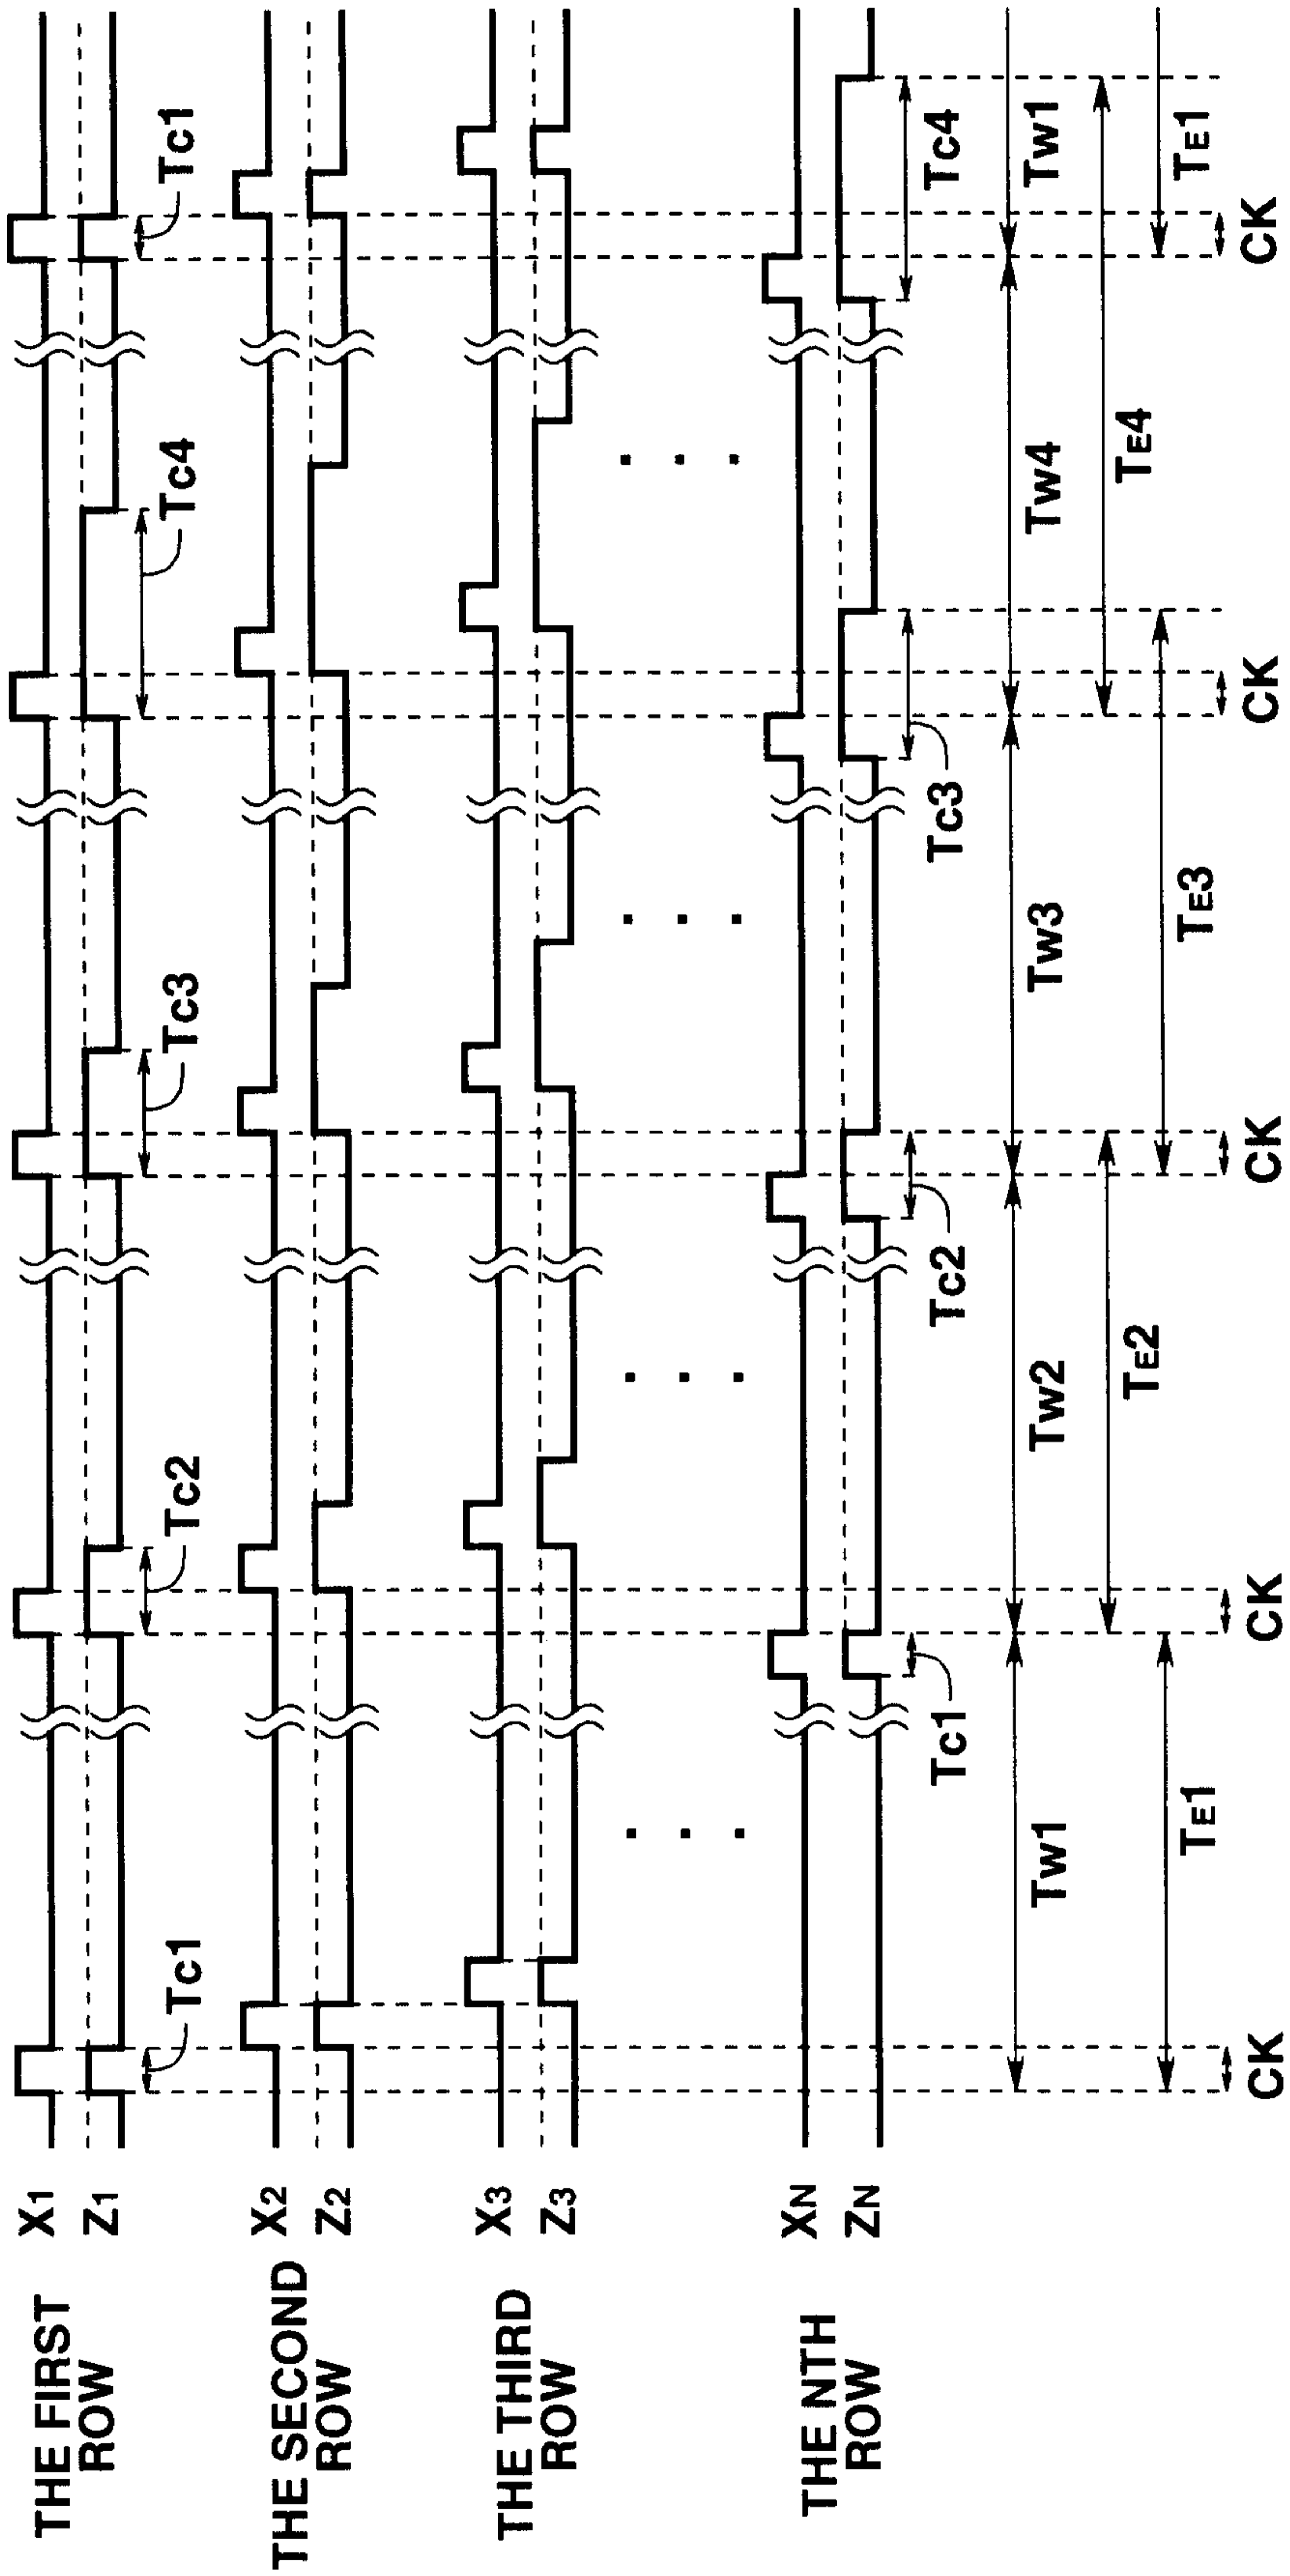 THE FIRST
ROW
X1
Z1
Tc1
Tc2
Tc3
Tc4
Tc1
THE SECOND
ROW
X2
Z2
THE THIRD
ROW
X3
Z3
THE NTH
ROW
XN
ZN
Tc1
Tc2
Tc3
Tc4
Tw1
Tw2
Tw3
Tw4
Tw1
TE2
TE4
TE1
TE3
TE1
CK
CK
CK
CK
CK